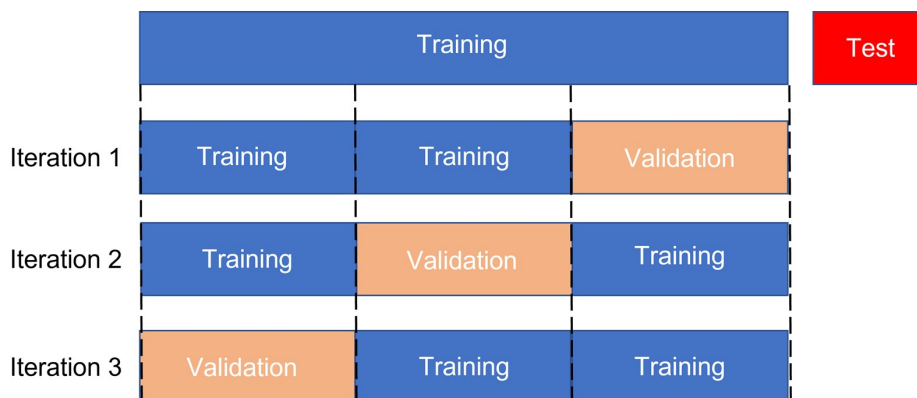 Training Test
Iteration 1 Training Training Validation
Iteration 2 Training Validation Training
Iteration 3 Validation Training Training